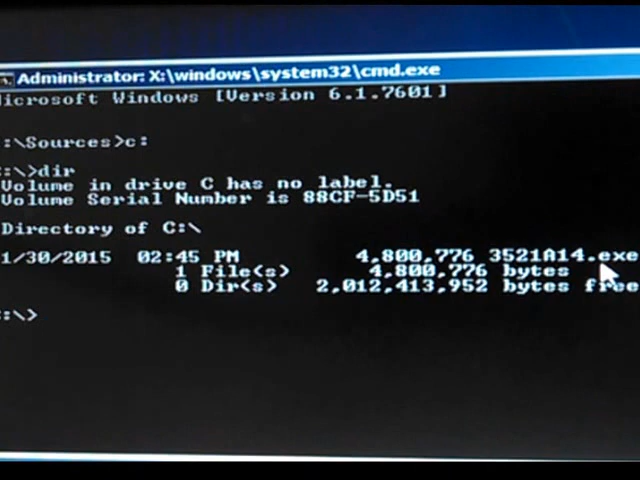 Administrator: X:\windows\system32\cmd.exe
icrosoft Windows [Version 6.1.7601]
:\Sources>c:
:\>dir
Volume in drive C has no label.
Volume Serial Number is 88CF-5D51
Directory of C:\
1/30/2015 02:45 PM 4,800,776 3521A14.exe
1 File(s) 4,800,776 bytes
0 Dir(s) 2,012,413,952 bytes free
:\>